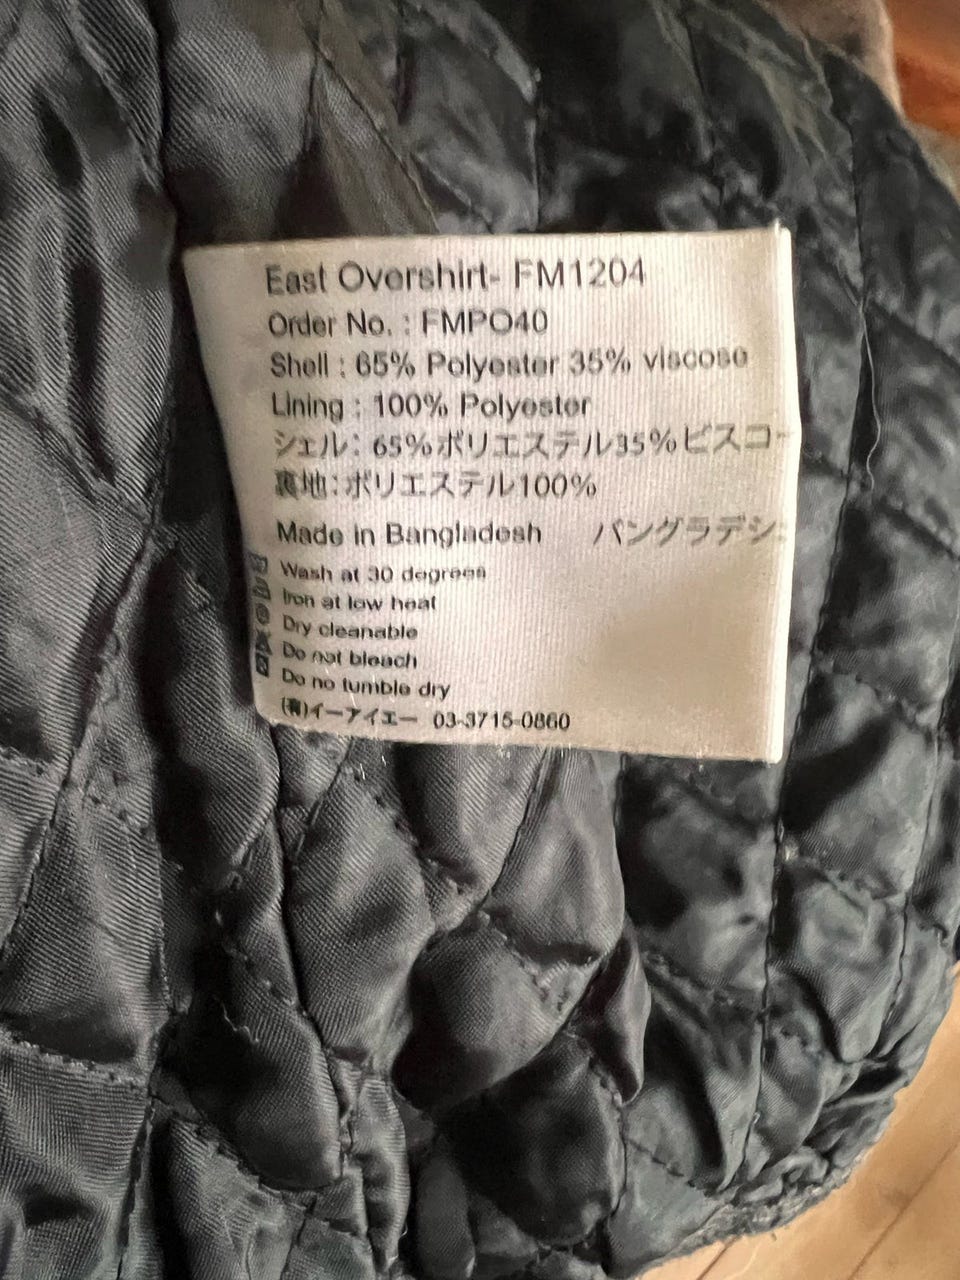 East Overshirt- FM1204
Order No. : FMPO40
Shell : 65% Polyester 35% viscose
Lining : 100% Polyester
シェル: 65%ポリエステル35%ビスコー
裏地:ポリエステル100%
Made in Bangladesh バングラデシ
Wash at 30 degrees
Iron at low heat
Dry cleanable
Do not bleach
Do no tumble dry
(有)イーアイエー 03-3715-0860